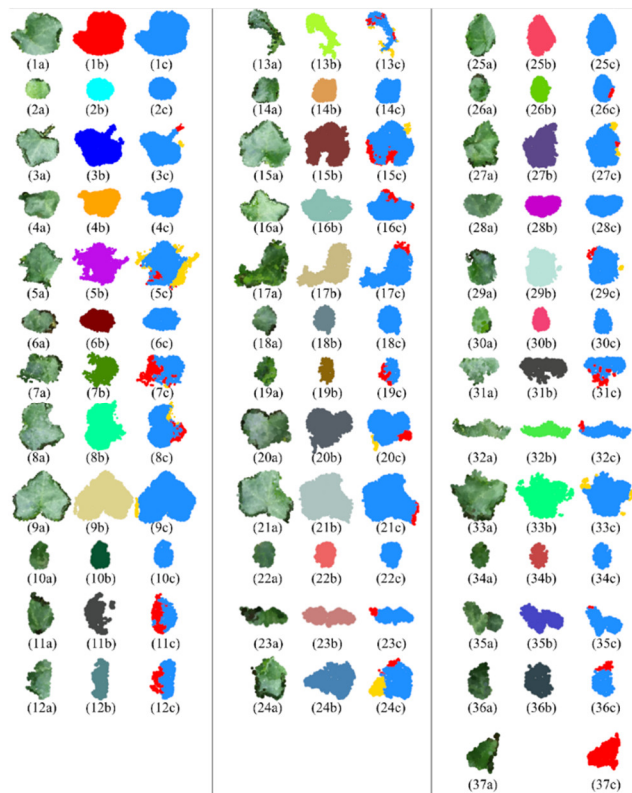 (1a) (1b) (1c)
(2a) (2b) (2c)
(3a) (3b) (3c)
(4a) (4b) (4c)
(5a) (5b) (5c)
(6a) (6b) (6c)
(7a) (7b) (7c)
(8a) (8b) (8c)
(9a) (9b) (9c)
(10a) (10b) (10c)
(11a) (11b) (11c)
(12a) (12b) (12c)
(13a) (13b) (13c)
(14a) (14b) (14c)
(15a) (15b) (15c)
(16a) (16b) (16c)
(17a) (17b) (17c)
(18a) (18b) (18c)
(19a) (19b) (19c)
(20a) (20b) (20c)
(21a) (21b) (21c)
(22a) (22b) (22c)
(23a) (23b) (23c)
(24a) (24b) (24c)
(25a) (25b) (25c)
(26a) (26b) (26c)
(27a) (27b) (27c)
(28a) (28b) (28c)
(29a) (29b) (29c)
(30a) (30b) (30c)
(31a) (31b) (31c)
(32a) (32b) (32c)
(33a) (33b) (33c)
(34a) (34b) (34c)
(35a) (35b) (35c)
(36a) (36b) (36c)
(37a) (37c)